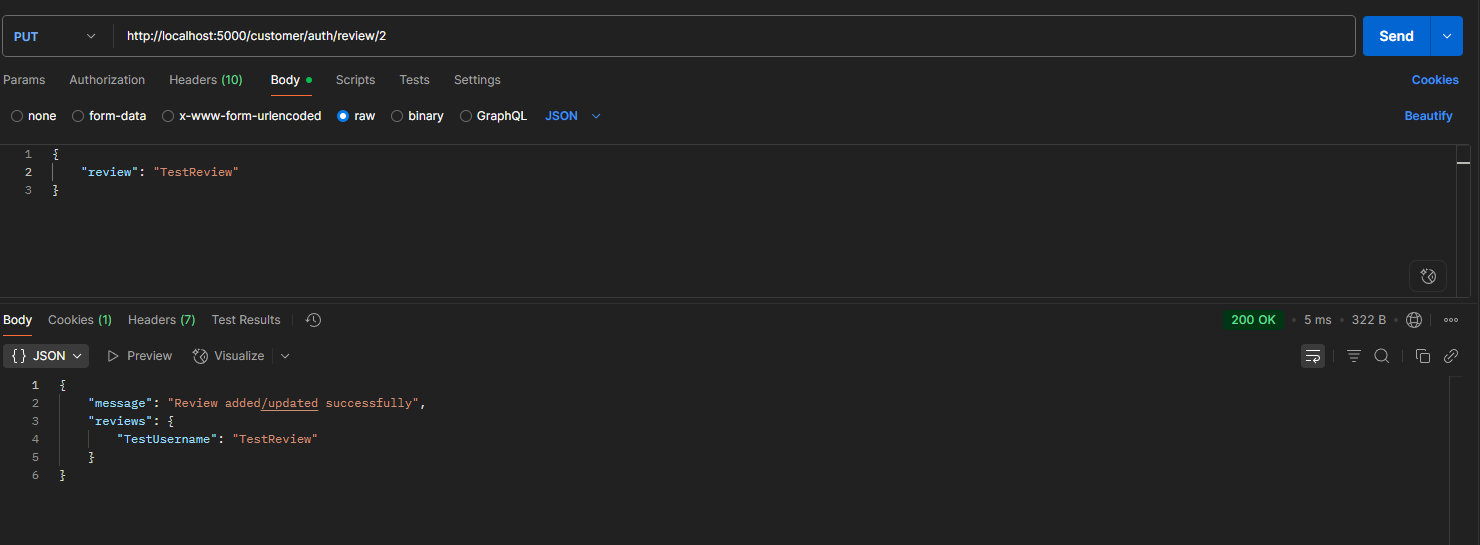 PUT http://localhost:5000/customer/auth/review/2 Send
Params Authorization Headers (10) Body Scripts Tests Settings Cookies
none form-data x-www-form-urlencoded raw binary GraphQL JSON Beautify
1 {
2 "review": "TestReview"
3 }
Body Cookies (1) Headers (7) Test Results 200 OK • 5 ms • 322 B •
{} JSON Preview Visualize
1 {
2 "message": "Review added/updated successfully",
3 "reviews": {
4 "TestUsername": "TestReview"
5 }
6 }